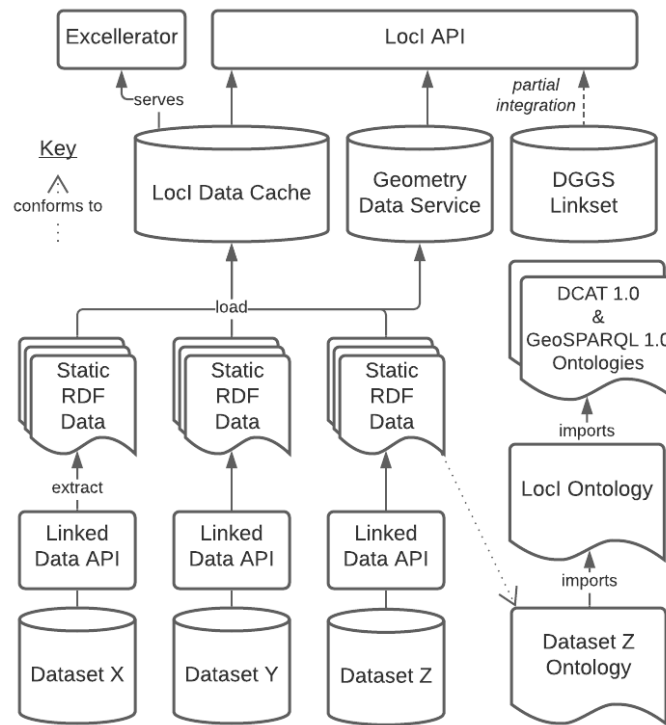 Excellerator
LocI API
serves
partial
integration
Key
conforms to
LocI Data Cache
Geometry
Data Service
DGGS
Linkset
load
DCAT 1.0
&
GeoSPARQL 1.0
Ontologies
Static
RDF
Data
Static
RDF
Data
Static
RDF
Data
imports
extract
LocI Ontology
Linked
Data API
Linked
Data API
Linked
Data API
imports
Dataset X
Dataset Y
Dataset Z
Dataset Z
Ontology